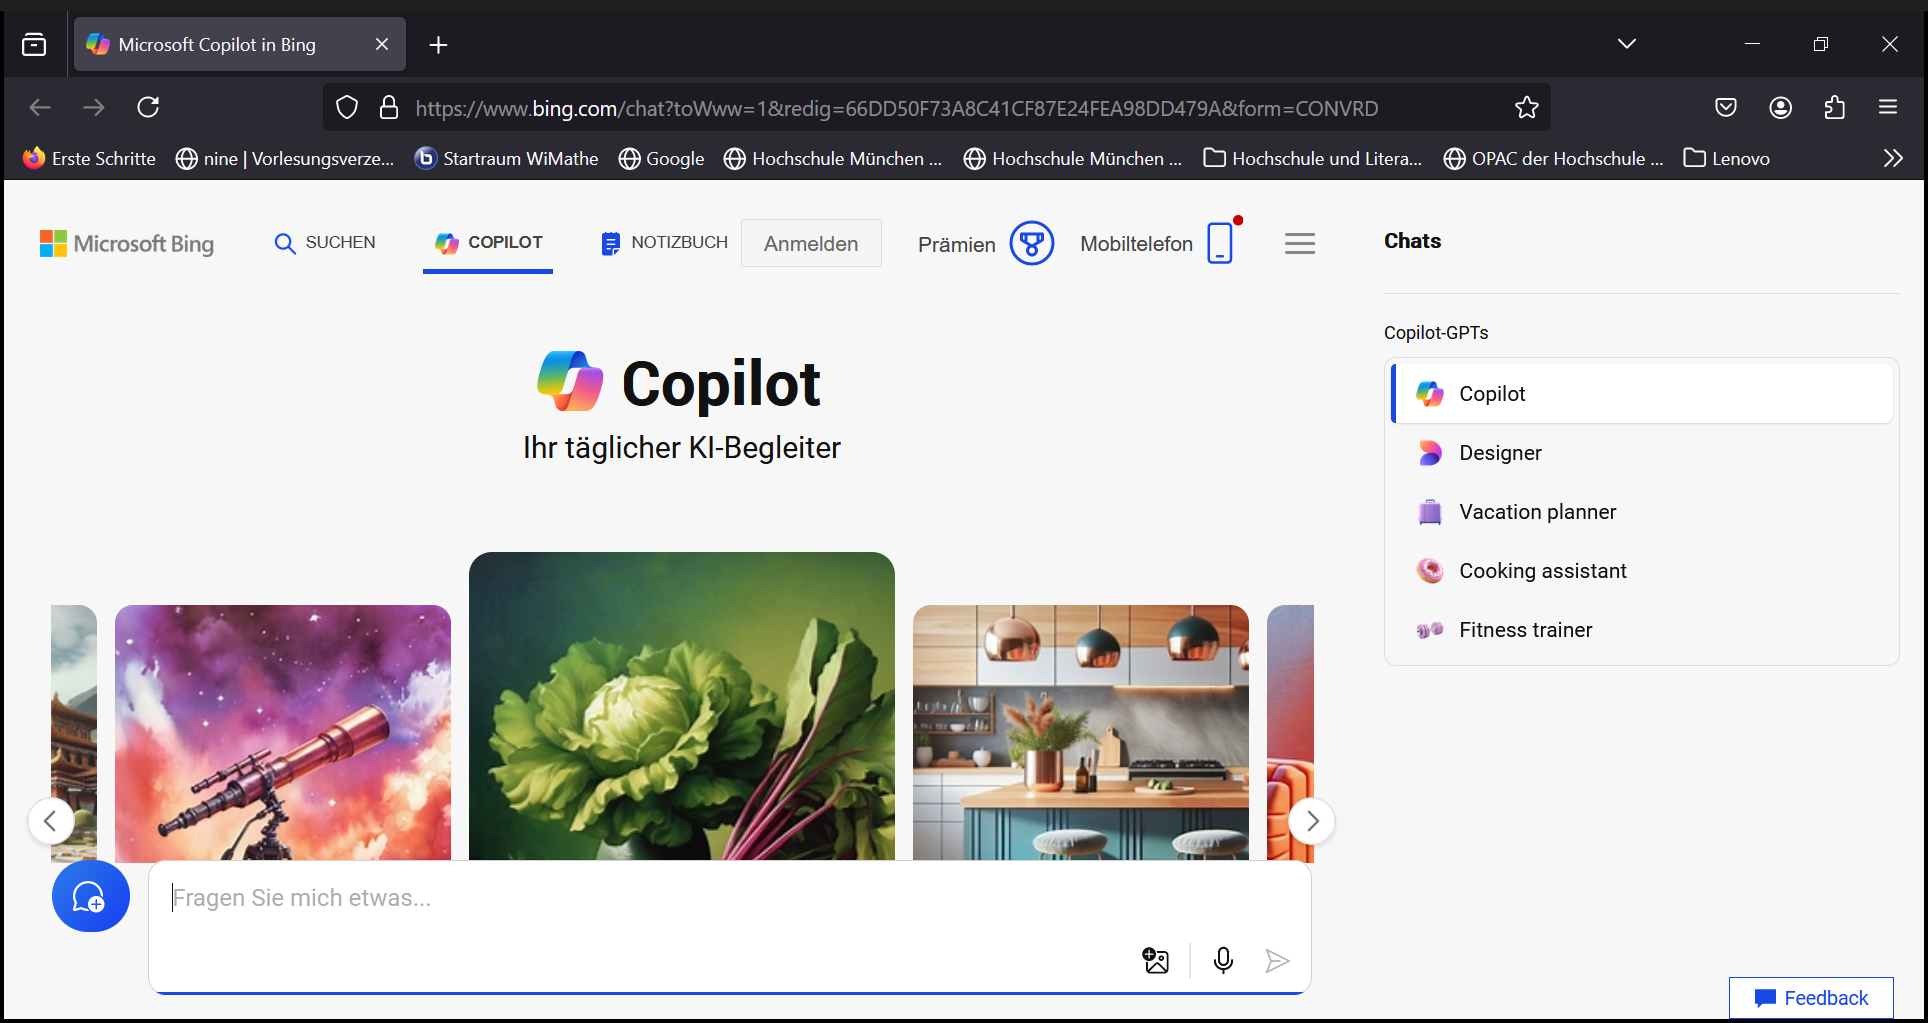 Microsoft Copilot in Bing
https://www.bing.com/chat?toWww=1&redig=66DD50F73A8C41CF87E24FEA98DD479A&form=CONVRD
Erste Schritte nine | Vorlesungsverze... Startraum WiMathe Google Hochschule München ... Hochschule München ... Hochschule und Litera... OPAC der Hochschule ... Lenovo
Microsoft Bing SUCHEN COPILOT NOTIZBUCH Anmelden Prämien Mobiltelefon
Copilot
Ihr täglicher KI-Begleiter
Fragen Sie mich etwas...
Chats
Copilot-GPTs
Copilot
Designer
Vacation planner
Cooking assistant
Fitness trainer
Feedback